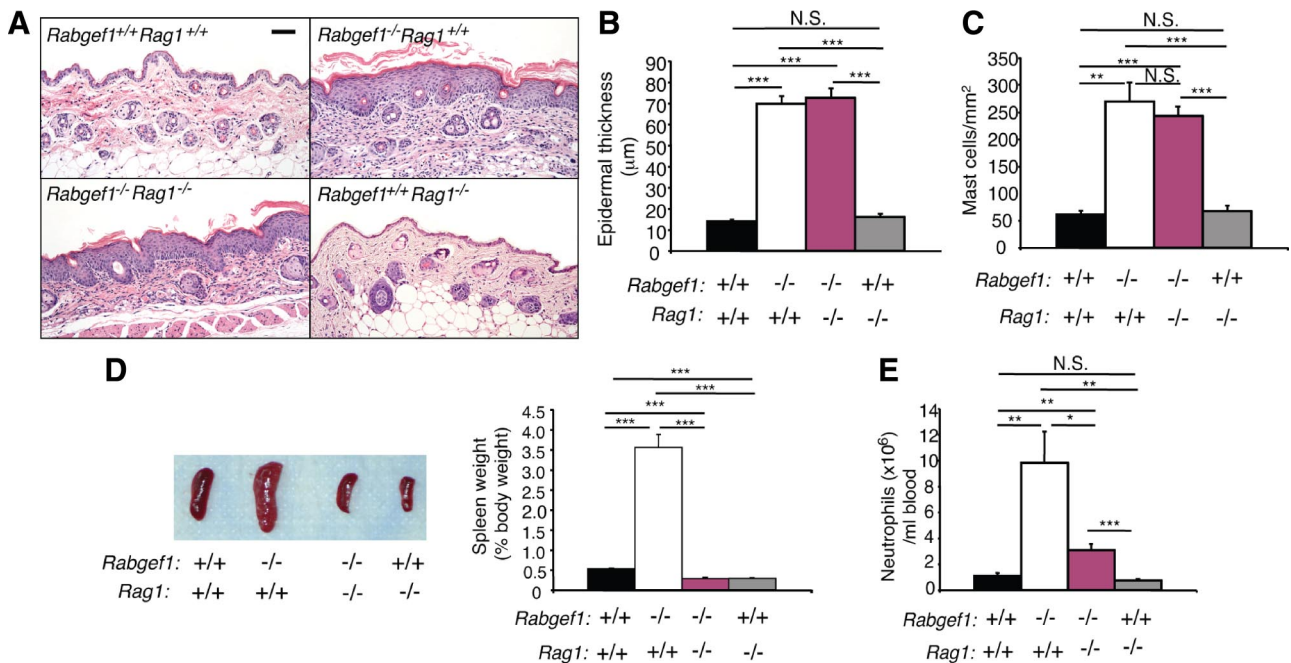 A
Rabgef1+/+Rag1+/+
Rabgef1-/-Rag1+/+
Rabgef1-/-Rag1-/-
Rabgef1+/+Rag1-/-
B
N.S.
***
***
***
***
Epidermal thickness
(μm)
90
80
70
60
50
40
30
20
10
0
Rabgef1: +/+ -/- -/- +/+
Rag1: +/+ +/+ -/- -/-
C
N.S.
***
***
** N.S.
***
Mast cells/mm2
350
300
250
200
150
100
50
0
Rabgef1: +/+ -/- -/- +/+
Rag1: +/+ +/+ -/- -/-
D
Rabgef1: +/+ -/- -/- +/+
Rag1: +/+ +/+ -/- -/-
***
***
***
*** ***
Spleen weight
(% body weight)
4.5
4.0
3.5
3.0
2.5
2.0
1.5
1.0
0.5
0
Rabgef1: +/+ -/- -/- +/+
Rag1: +/+ +/+ -/- -/-
E
N.S.
**
**
** *
***
Neutrophils (x106)
/ml blood
14
12
10
8
6
4
2
0
Rabgef1: +/+ -/- -/- +/+
Rag1: +/+ +/+ -/- -/-